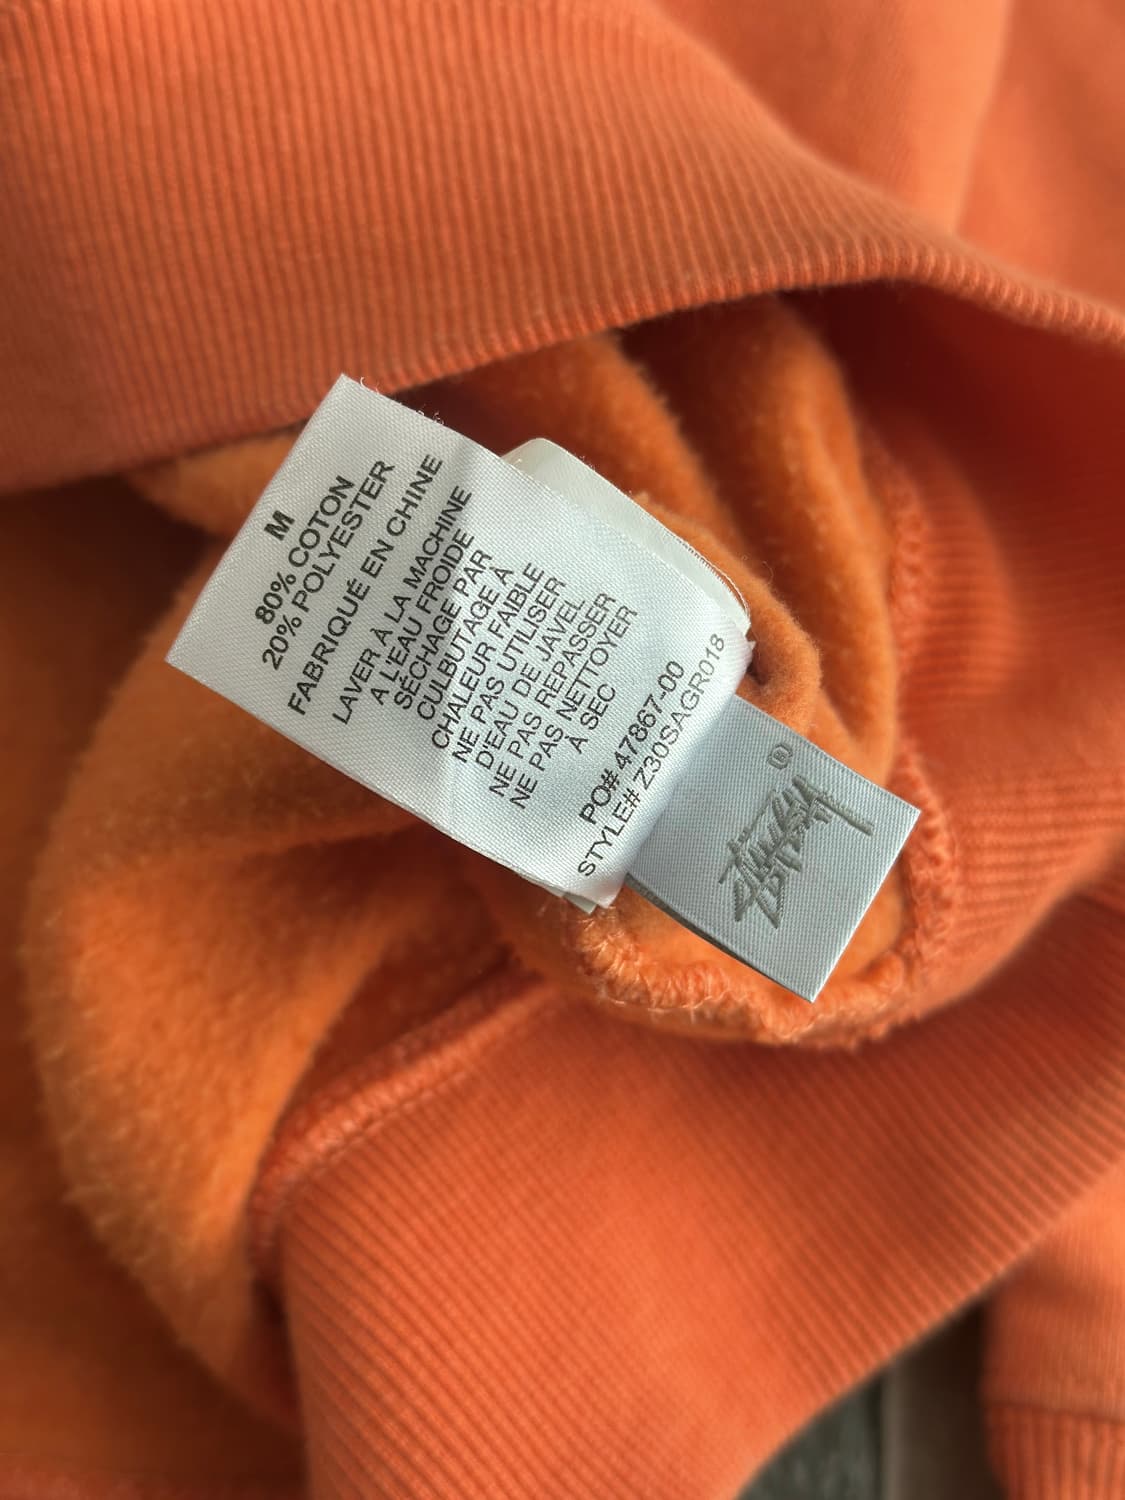 M
80% COTON
20% POLYESTER
FABRIQUÉ EN CHINE
LAVER À LA MACHINE
A L'EAU FROIDE
SÉCHAGE PAR
CULBUTAGE À
CHALEUR FAIBLE
NE PAS UTILISER
D'EAU DE JAVEL
NE PAS REPASSER
NE PAS NETTOYER
À SEC
PO# 47867-00
STYLE# Z30SAGR018
Stüssy
®